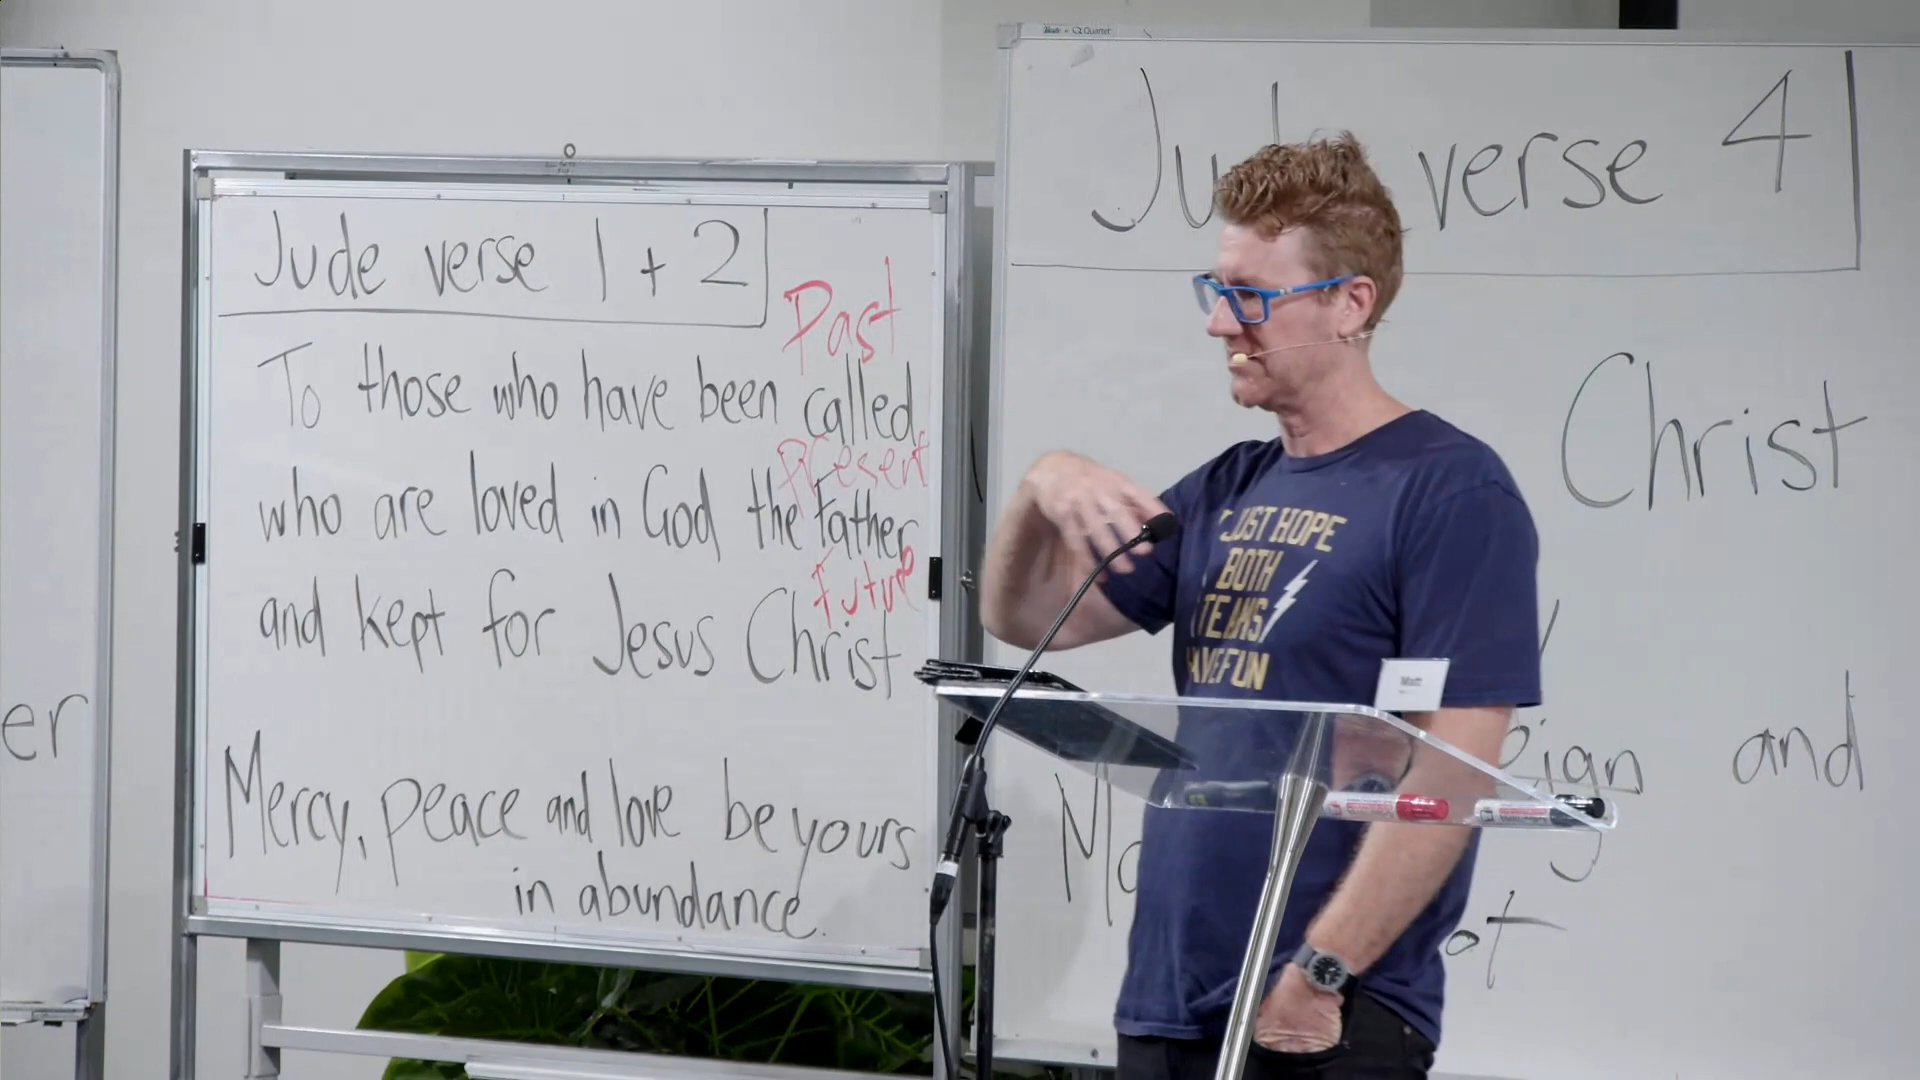 Quartet
er
Jude verse 1 + 2
Past
To those who have been called
present
who are loved in God the Father
Future
and kept for Jesus Christ
Mercy, peace and love be yours
in abundance.
verse 4
Christ
and
JUST HOPE
BOTH
TEAMS
HAVE FUN
Matt